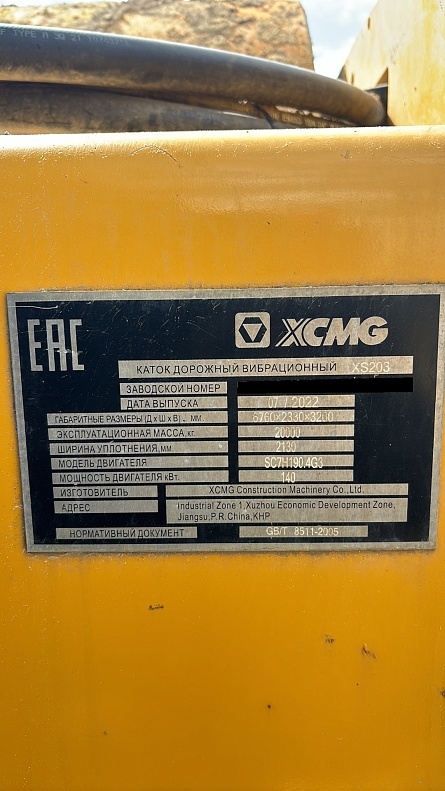 EAC
XCMG
КАТОК ДОРОЖНЫЙ ВИБРАЦИОННЫЙ XS203
ЗАВОДСКОЙ НОМЕР
ДАТА ВЫПУСКА 07.2022
ГАБАРИТНЫЕ РАЗМЕРЫ (Д×Ш×В), ММ. 6760×2330×3200
ЭКСПЛУАТАЦИОННАЯ МАССА,кг. 20000
ШИРИНА УПЛОТНЕНИЯ,мм 2130
МОДЕЛЬ ДВИГАТЕЛЯ SC7H190.4G3
МОЩНОСТЬ ДВИГАТЕЛЯ кВт. 140
ИЗГОТОВИТЕЛЬ XCMG Construction Machinery Co.,Ltd.
АДРЕС Industrial Zone 1,Xuzhou Economic Development Zone,
Jiangsu,P.R.China,КНР
НОРМАТИВНЫЙ ДОКУМЕНТ GB/T 8511-2005